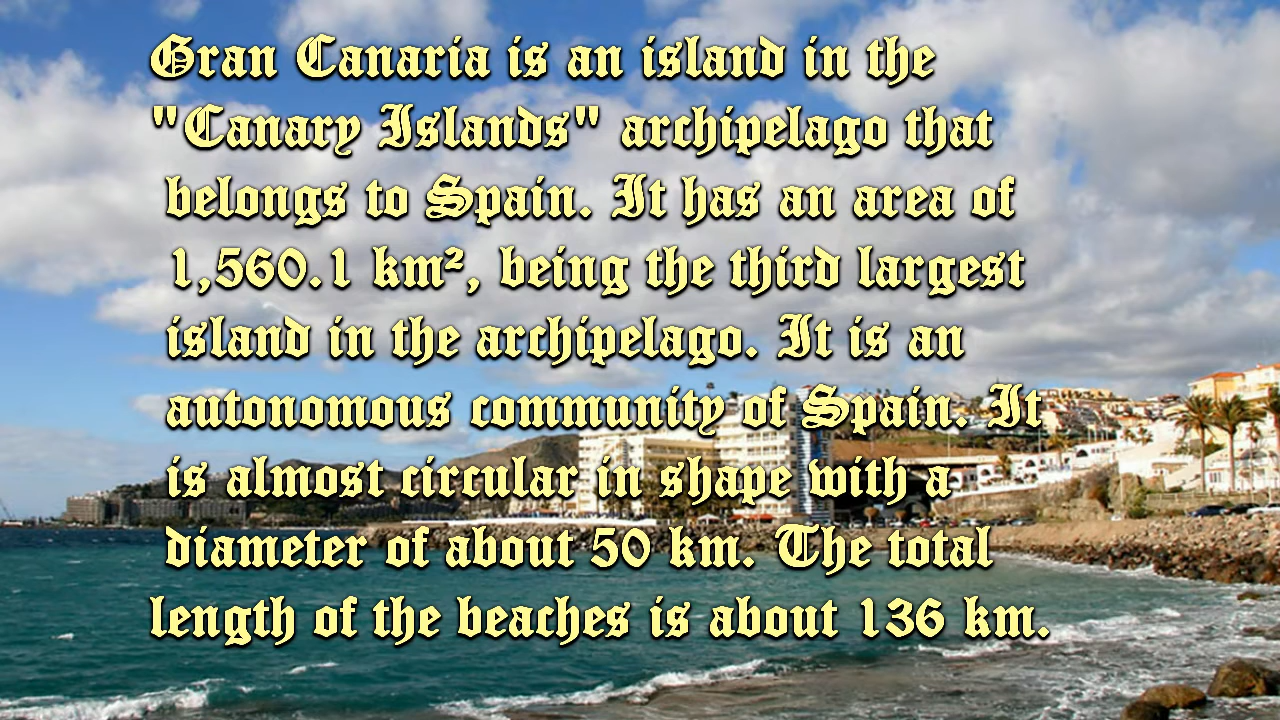 Gran Canaria is an island in the
"Canary Islands" archipelago that
belongs to Spain. It has an area of
1,560.1 km², being the third largest
island in the archipelago. It is an
autonomous community of Spain. It
is almost circular in shape with a
diameter of about 50 km. The total
length of the beaches is about 136 km.